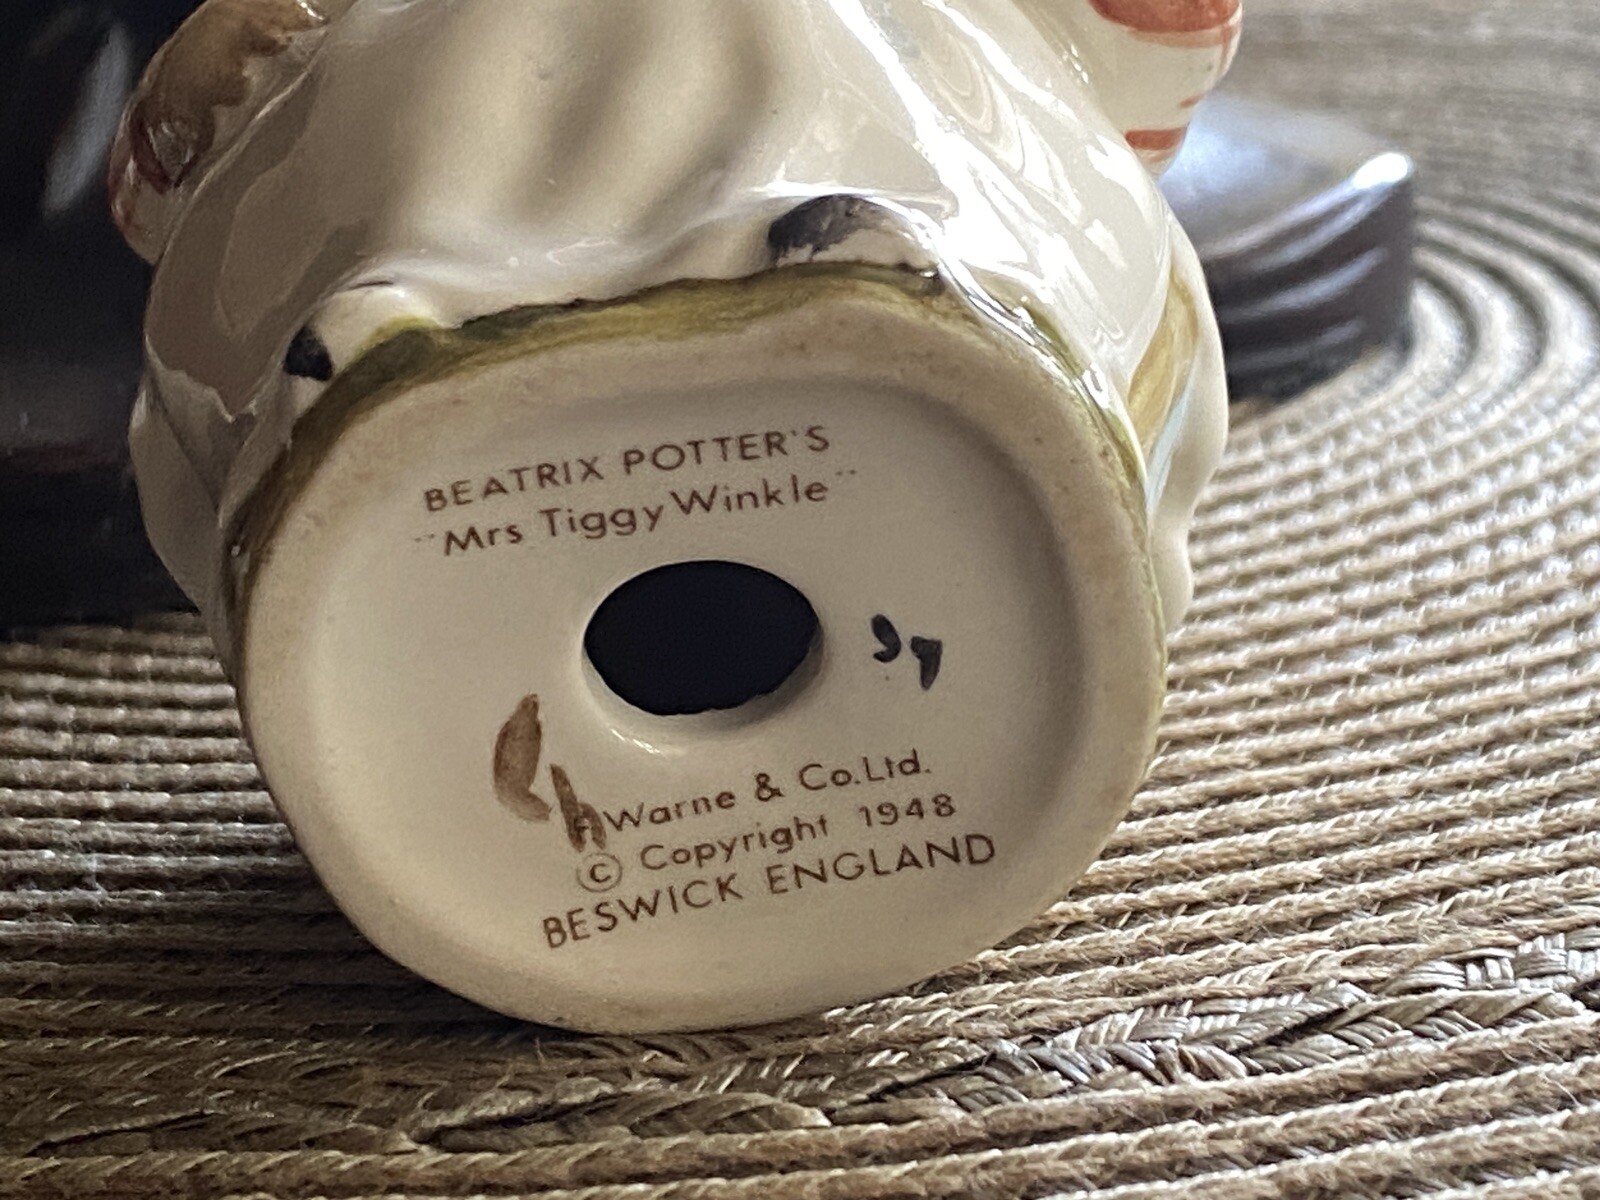 BEATRIX POTTER'S
"Mrs Tiggy Winkle"
F. Warne & Co. Ltd.
© Copyright 1948
BESWICK ENGLAND